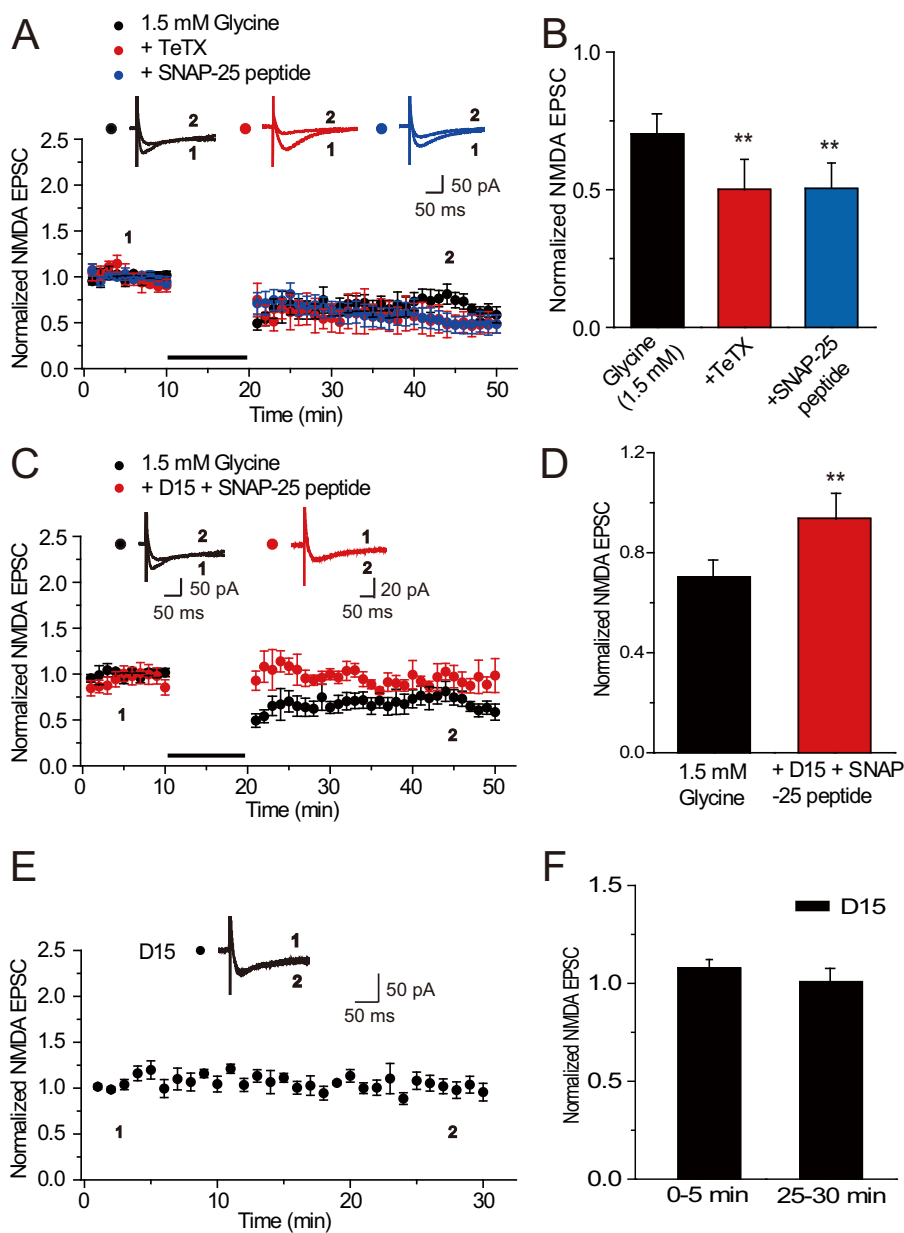 A
1.5 mM Glycine
+ TeTX
+ SNAP-25 peptide
2
1
2
1
2
1
50 pA
50 ms
Normalized NMDA EPSC
2.5
2.0
1.5
1.0
0.5
0.0
1
2
0
10
20
30
40
50
Time (min)
B
Normalized NMDA EPSC
1.0
0.5
0.0
**
**
Glycine
(1.5 mM)
+TeTX
+SNAP-25
peptide
C
1.5 mM Glycine
+ D15 + SNAP-25 peptide
2
1
50 pA
50 ms
1
2
20 pA
50 ms
Normalized NMDA EPSC
2.5
2.0
1.5
1.0
0.5
0.0
1
2
0
10
20
30
40
50
Time (min)
D
Normalized NMDA EPSC
1.2
0.8
0.4
0.0
**
1.5 mM
Glycine
+ D15 + SNAP
-25 peptide
E
D15
1
2
50 pA
50 ms
Normalized NMDA EPSC
2.5
2.0
1.5
1.0
0.5
0.0
1
2
0
10
20
30
Time (min)
F
D15
Normalized NMDA EPSC
1.5
1.0
0.5
0.0
0-5 min
25-30 min